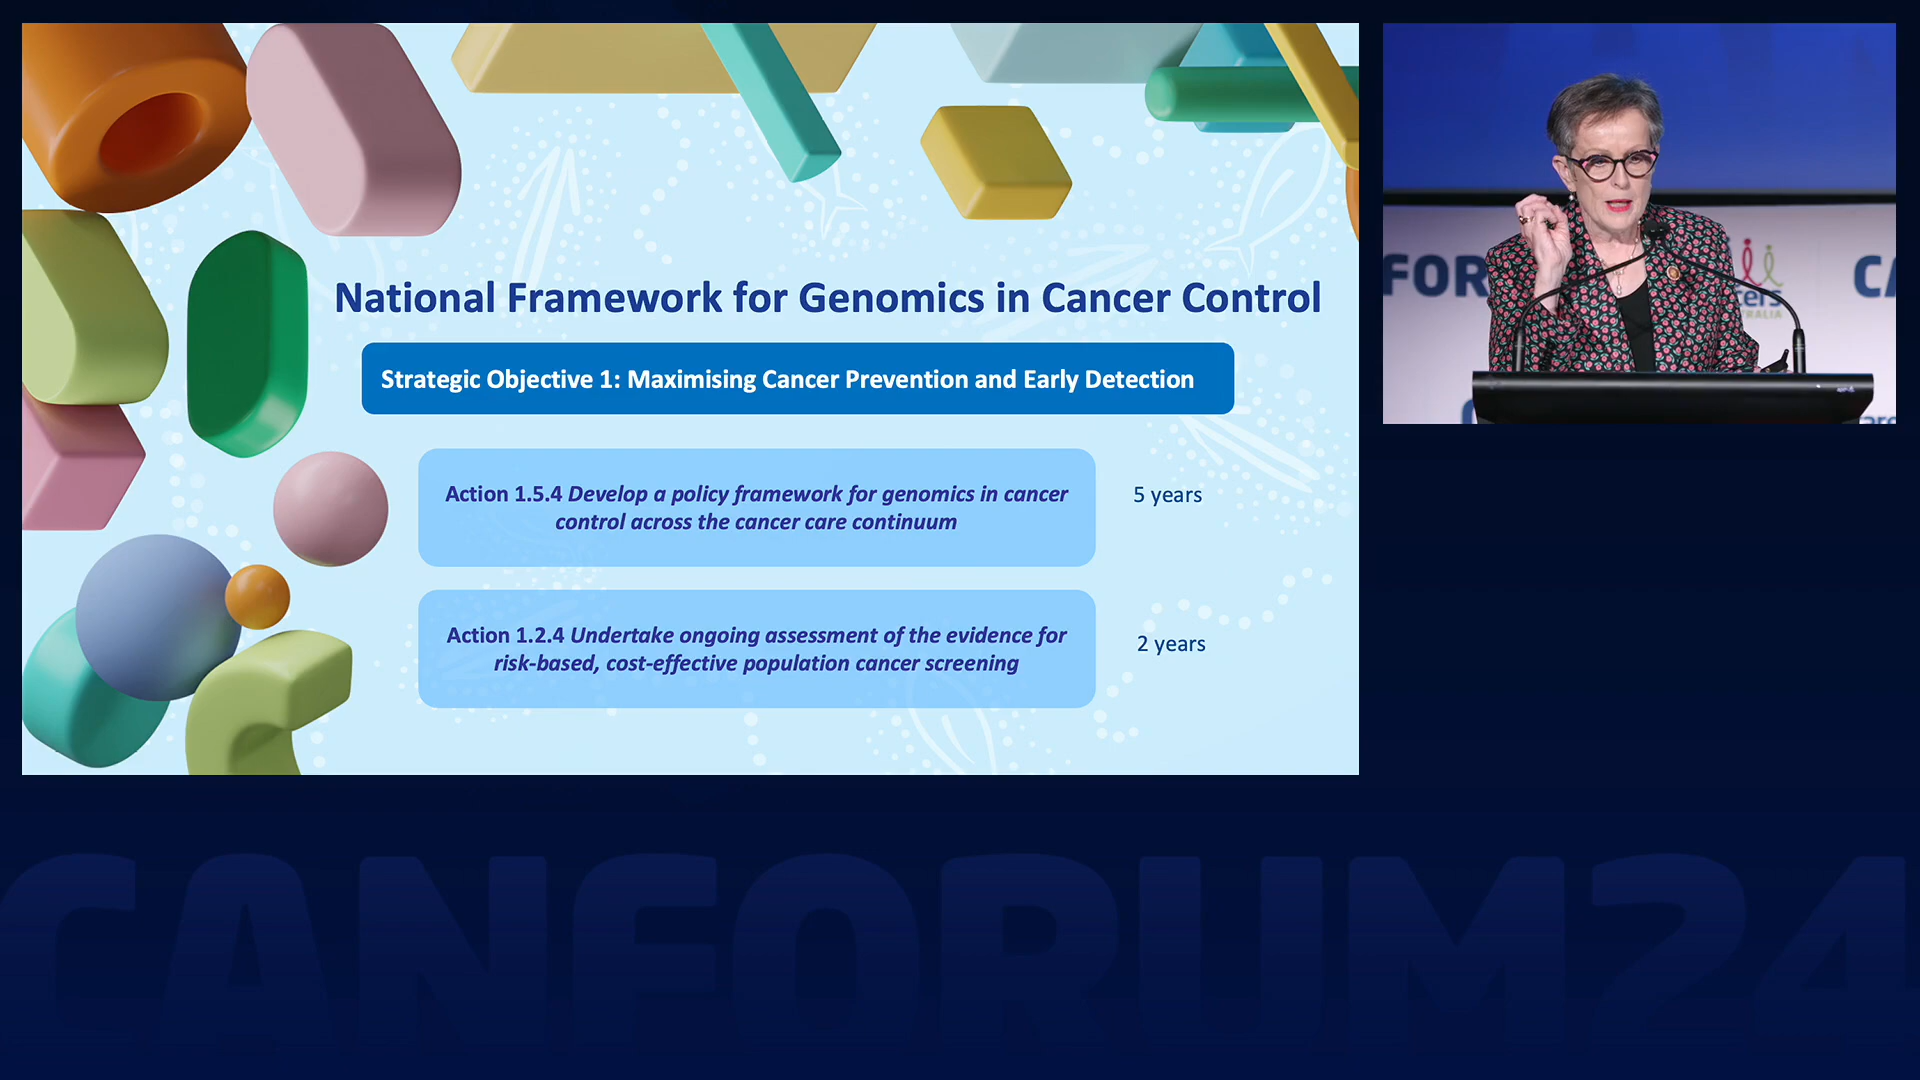 National Framework for Genomics in Cancer Control
Strategic Objective 1: Maximising Cancer Prevention and Early Detection
Action 1.5.4 Develop a policy framework for genomics in cancer
control across the cancer care continuum
5 years
Action 1.2.4 Undertake ongoing assessment of the evidence for
risk-based, cost-effective population cancer screening
2 years
FOR
cers
RALIA
CA
CANFORUM24